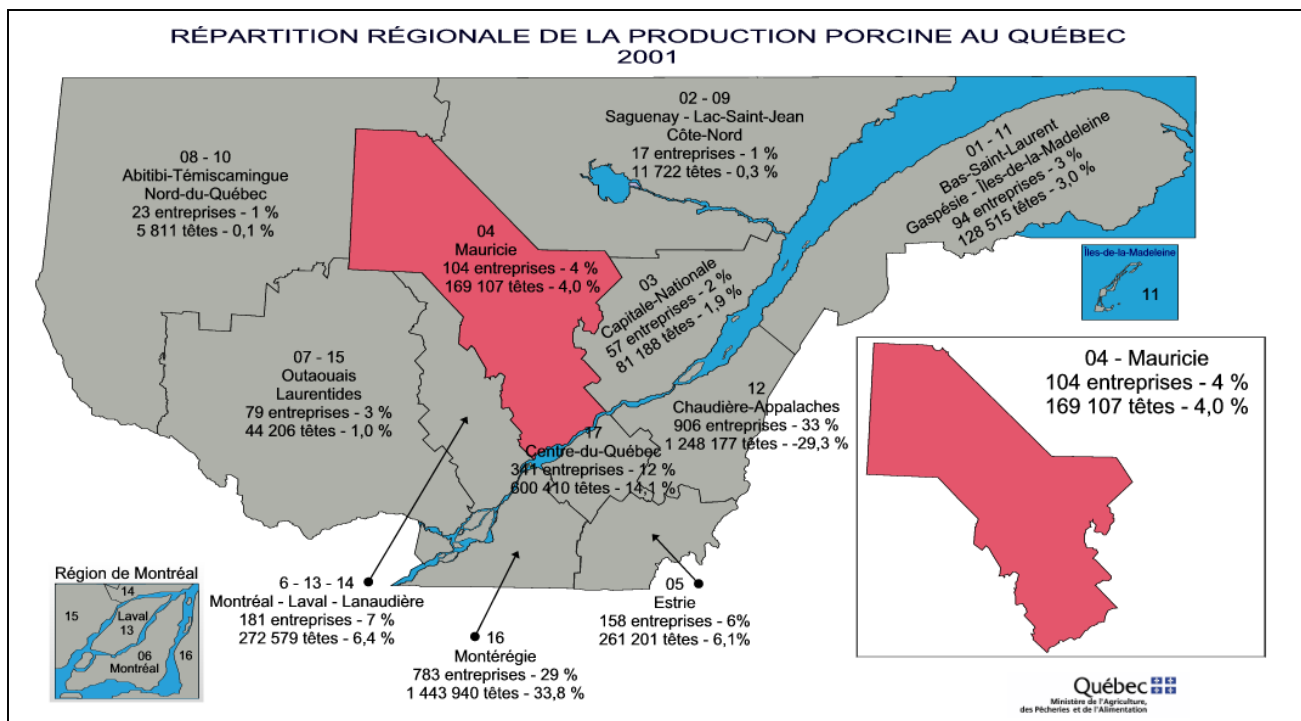 RÉPARTITION RÉGIONALE DE LA PRODUCTION PORCINE AU QUÉBEC
2001
02 - 09
Saguenay - Lac-Saint-Jean
Côte-Nord
17 entreprises - 1 %
11 722 têtes - 0,3 %
01 - 11
Bas-Saint-Laurent
Gaspésie - Îles-de-la-Madeleine
94 entreprises - 3 %
128 515 têtes - 3,0 %
08 - 10
Abitibi-Témiscamingue
Nord-du-Québec
23 entreprises - 1 %
5 811 têtes - 0,1 %
04
Mauricie
104 entreprises - 4 %
169 107 têtes - 4,0 %
03
Capitale-Nationale
57 entreprises - 2 %
81 188 têtes - 1,9 %
Îles-de-la-Madeleine
11
07 - 15
Outaouais
Laurentides
79 entreprises - 3 %
44 206 têtes - 1,0 %
12
Chaudière-Appalaches
906 entreprises - 33 %
1 248 177 têtes - -29,3 %
17
Centre-du-Québec
341 entreprises - 12 %
600 410 têtes - 14,1 %
04 - Mauricie
104 entreprises - 4 %
169 107 têtes - 4,0 %
Région de Montréal
14
15
Laval
13
06
Montréal
16
6 - 13 - 14
Montréal - Laval - Lanaudière
181 entreprises - 7 %
272 579 têtes - 6,4 %
16
Montérégie
783 entreprises - 29 %
1 443 940 têtes - 33,8 %
05
Estrie
158 entreprises - 6%
261 201 têtes - 6,1%
Québec
Ministère de l'Agriculture,
des Pêcheries et de l'Alimentation